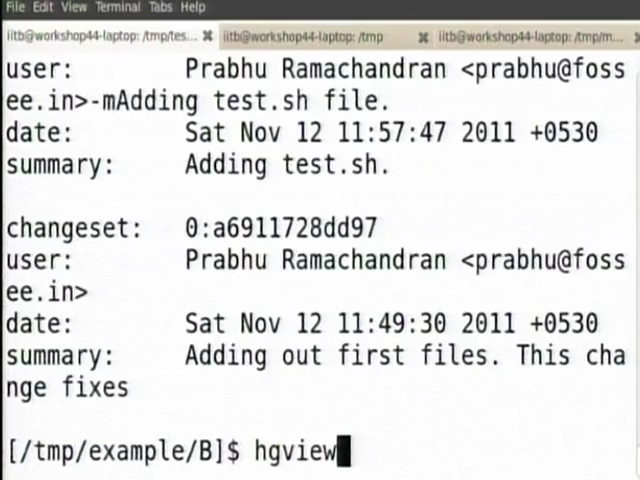 File Edit View Terminal Tabs Help
iitb@workshop44-laptop: /tmp/tes... iitb@workshop44-laptop: /tmp iitb@workshop44-laptop: /tmp/m...
user: Prabhu Ramachandran <prabhu@foss
ee.in>-mAdding test.sh file.
date: Sat Nov 12 11:57:47 2011 +0530
summary: Adding test.sh.
changeset: 0:a6911728dd97
user: Prabhu Ramachandran <prabhu@foss
ee.in>
date: Sat Nov 12 11:49:30 2011 +0530
summary: Adding out first files. This cha
nge fixes
[/tmp/example/B]$ hgview